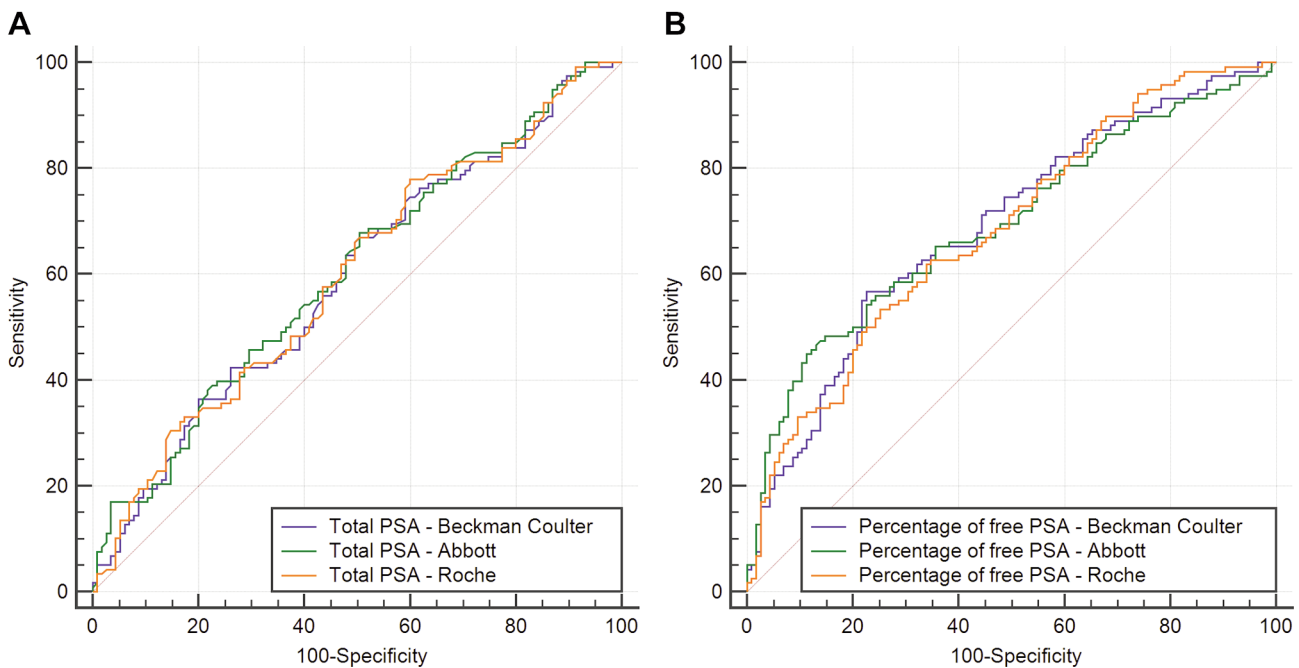 A
Sensitivity
100
80
60
40
20
0
Total PSA - Beckman Coulter
Total PSA - Abbott
Total PSA - Roche
0 20 40 60 80 100
100-Specificity
B
Sensitivity
100
80
60
40
20
0
Percentage of free PSA - Beckman Coulter
Percentage of free PSA - Abbott
Percentage of free PSA - Roche
0 20 40 60 80 100
100-Specificity